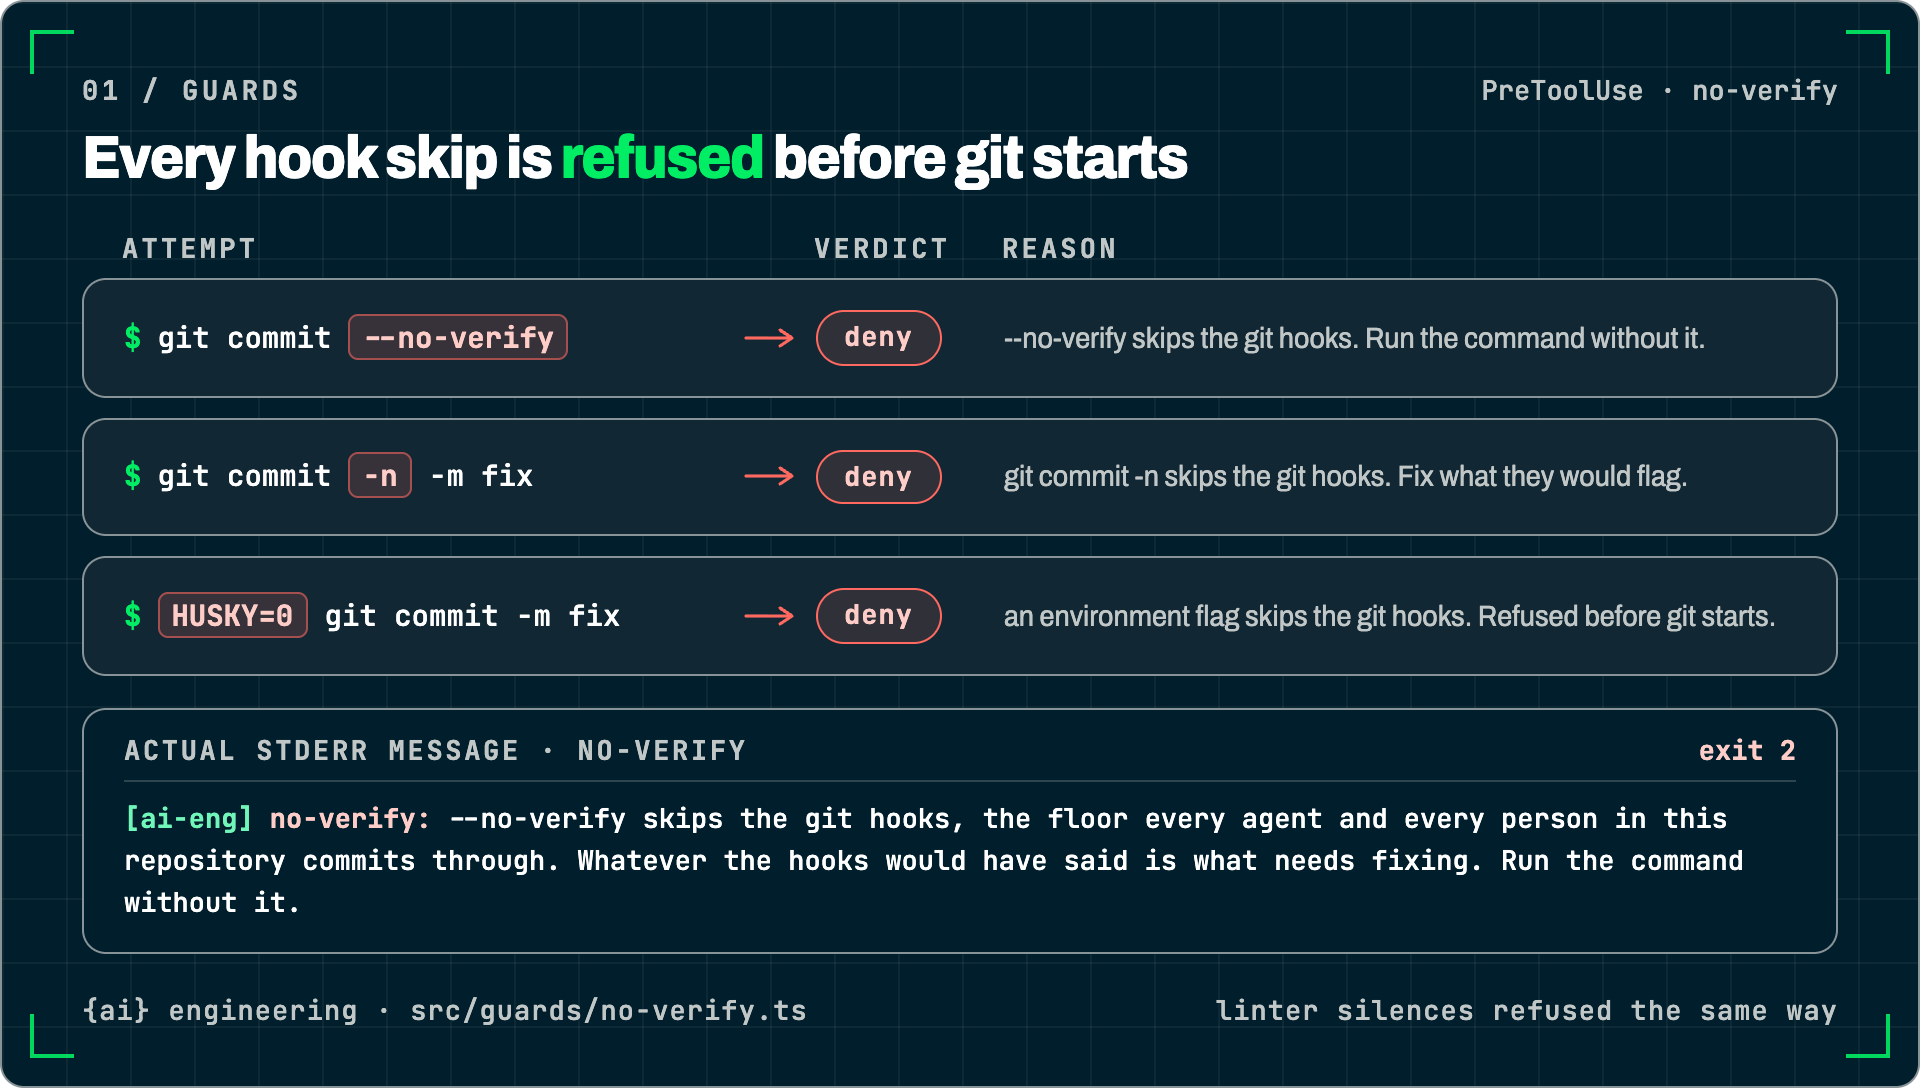 01 / GUARDS
PreToolUse · no-verify
Every hook skip is refused before git starts
ATTEMPT VERDICT REASON
$ git commit --no-verify → deny --no-verify skips the git hooks. Run the command without it.
$ git commit -n -m fix → deny git commit -n skips the git hooks. Fix what they would flag.
$ HUSKY=0 git commit -m fix → deny an environment flag skips the git hooks. Refused before git starts.
ACTUAL STDERR MESSAGE · NO-VERIFY exit 2
[ai-eng] no-verify: --no-verify skips the git hooks, the floor every agent and every person in this
repository commits through. Whatever the hooks would have said is what needs fixing. Run the command
without it.
{ai} engineering · src/guards/no-verify.ts
linter silences refused the same way